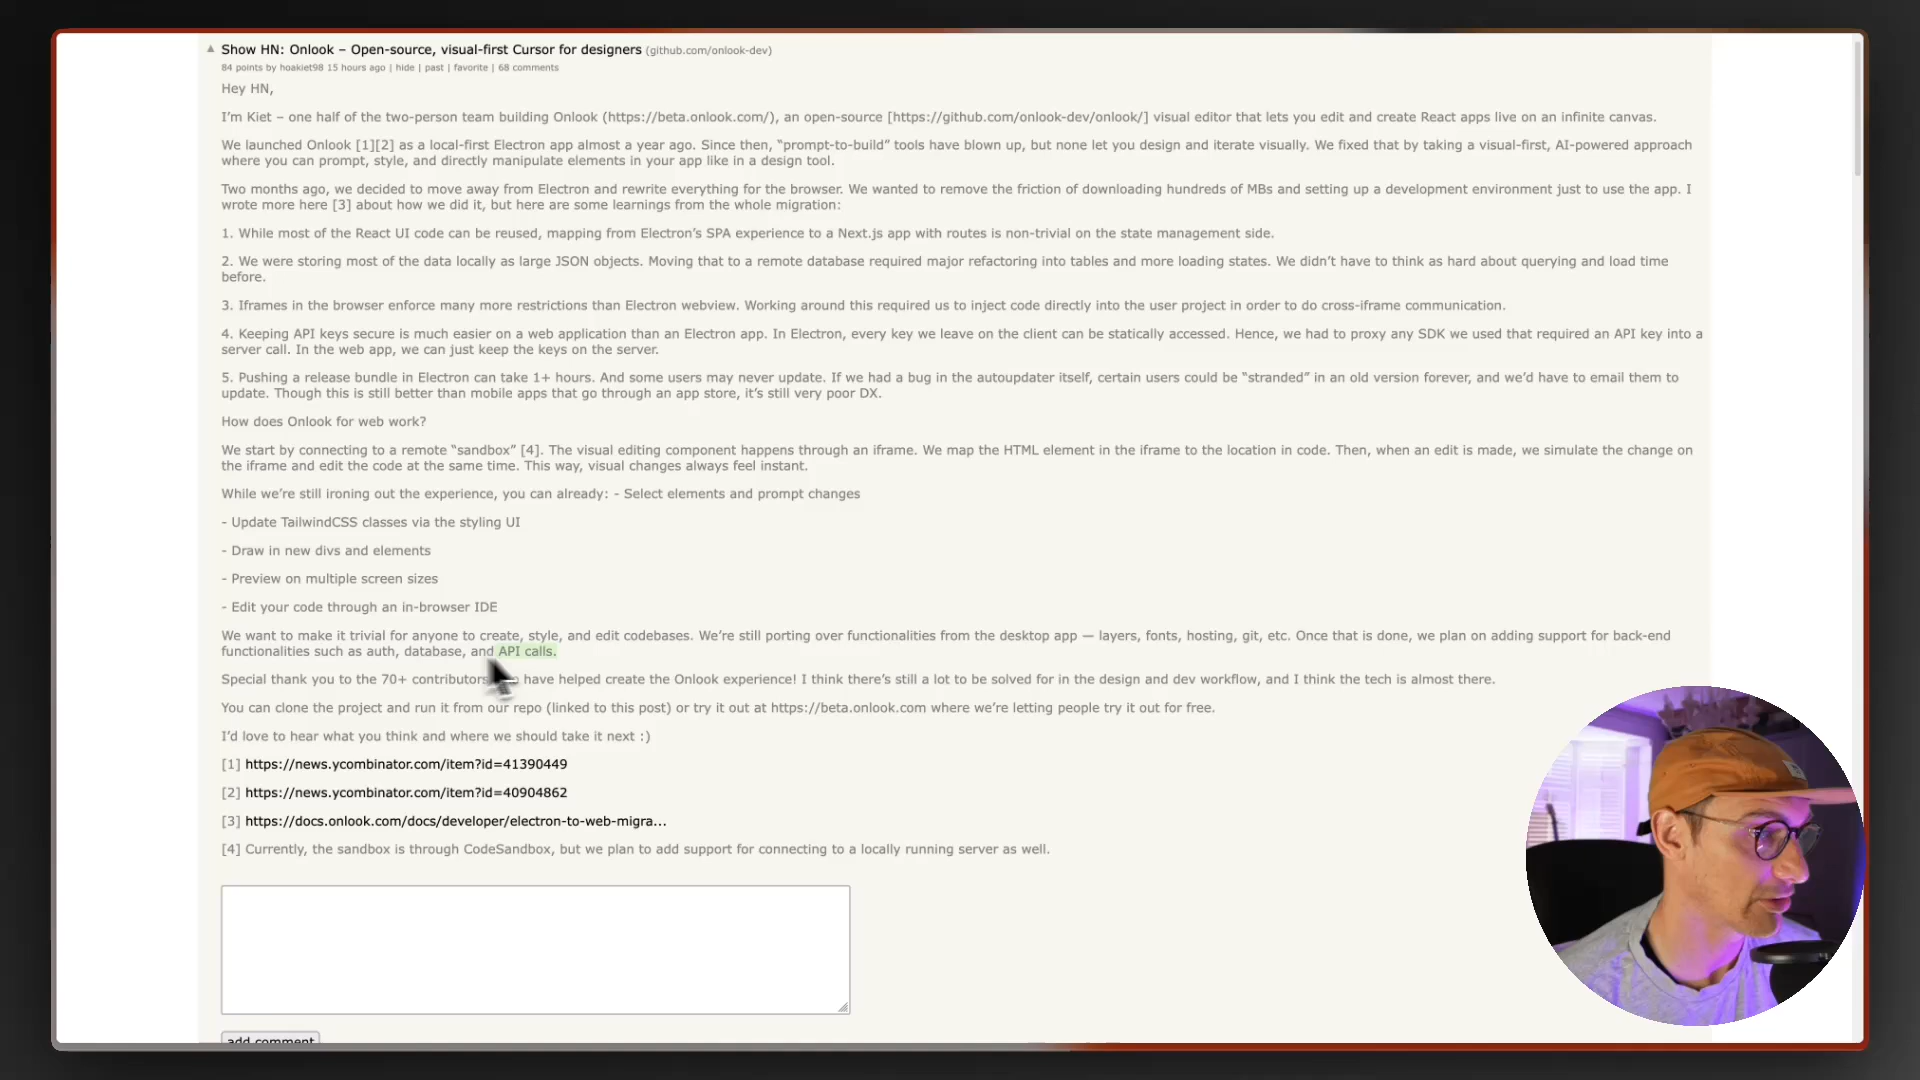 ▲ Show HN: Onlook – Open-source, visual-first Cursor for designers (github.com/onlook-dev)
84 points by hoakiet98 15 hours ago | hide | past | favorite | 68 comments
Hey HN,
I’m Kiet – one half of the two-person team building Onlook (https://beta.onlook.com/), an open-source [https://github.com/onlook-dev/onlook/] visual editor that lets you edit and create React apps live on an infinite canvas.
We launched Onlook [1][2] as a local-first Electron app almost a year ago. Since then, “prompt-to-build” tools have blown up, but none let you design and iterate visually. We fixed that by taking a visual-first, AI-powered approach
where you can prompt, style, and directly manipulate elements in your app like in a design tool.
Two months ago, we decided to move away from Electron and rewrite everything for the browser. We wanted to remove the friction of downloading hundreds of MBs and setting up a development environment just to use the app. I
wrote more here [3] about how we did it, but here are some learnings from the whole migration:
1. While most of the React UI code can be reused, mapping from Electron’s SPA experience to a Next.js app with routes is non-trivial on the state management side.
2. We were storing most of the data locally as large JSON objects. Moving that to a remote database required major refactoring into tables and more loading states. We didn’t have to think as hard about querying and load time
before.
3. Iframes in the browser enforce many more restrictions than Electron webview. Working around this required us to inject code directly into the user project in order to do cross-iframe communication.
4. Keeping API keys secure is much easier on a web application than an Electron app. In Electron, every key we leave on the client can be statically accessed. Hence, we had to proxy any SDK we used that required an API key into a
server call. In the web app, we can just keep the keys on the server.
5. Pushing a release bundle in Electron can take 1+ hours. And some users may never update. If we had a bug in the autoupdater itself, certain users could be “stranded” in an old version forever, and we’d have to email them to
update. Though this is still better than mobile apps that go through an app store, it’s still very poor DX.
How does Onlook for web work?
We start by connecting to a remote “sandbox” [4]. The visual editing component happens through an iframe. We map the HTML element in the iframe to the location in code. Then, when an edit is made, we simulate the change on
the iframe and edit the code at the same time. This way, visual changes always feel instant.
While we’re still ironing out the experience, you can already: - Select elements and prompt changes
- Update TailwindCSS classes via the styling UI
- Draw in new divs and elements
- Preview on multiple screen sizes
- Edit your code through an in-browser IDE
We want to make it trivial for anyone to create, style, and edit codebases. We’re still porting over functionalities from the desktop app — layers, fonts, hosting, git, etc. Once that is done, we plan on adding support for back-end
functionalities such as auth, database, and API calls.
Special thank you to the 70+ contributors have helped create the Onlook experience! I think there’s still a lot to be solved for in the design and dev workflow, and I think the tech is almost there.
You can clone the project and run it from our repo (linked to this post) or try it out at https://beta.onlook.com where we’re letting people try it out for free.
I’d love to hear what you think and where we should take it next :)
[1] https://news.ycombinator.com/item?id=41390449
[2] https://news.ycombinator.com/item?id=40904862
[3] https://docs.onlook.com/docs/developer/electron-to-web-migra...
[4] Currently, the sandbox is through CodeSandbox, but we plan to add support for connecting to a locally running server as well.
add comment